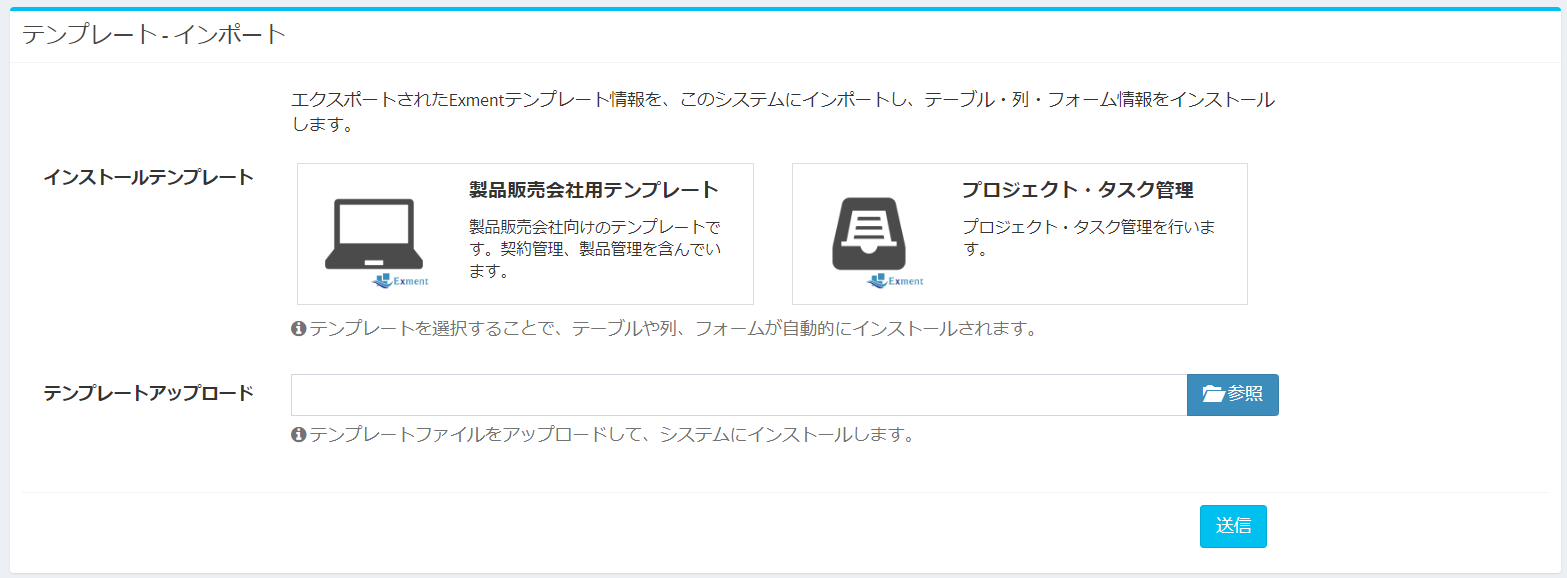 テンプレート - インポート
エクスポートされたExmentテンプレート情報を、このシステムにインポートし、テーブル・列・フォーム情報をインストール
します。
インストールテンプレート
製品販売会社用テンプレート
製品販売会社向けのテンプレートで
す。契約管理、製品管理を含んでい
ます。
Exment
プロジェクト・タスク管理
プロジェクト・タスク管理を行いま
す。
Exment
テンプレートを選択することで、テーブルや列、フォームが自動的にインストールされます。
テンプレートアップロード
参照
テンプレートファイルをアップロードして、システムにインストールします。
送信